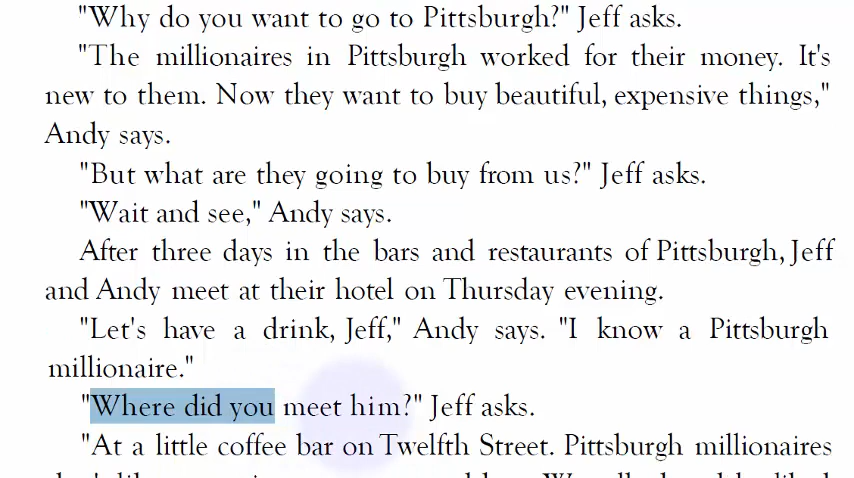 "Why do you want to go to Pittsburgh?" Jeff asks.
"The millionaires in Pittsburgh worked for their money. It's
new to them. Now they want to buy beautiful, expensive things,"
Andy says.
"But what are they going to buy from us?" Jeff asks.
"Wait and see," Andy says.
After three days in the bars and restaurants of Pittsburgh, Jeff
and Andy meet at their hotel on Thursday evening.
"Let's have a drink, Jeff," Andy says. "I know a Pittsburgh
millionaire."
"Where did you meet him?" Jeff asks.
"At a little coffee bar on Twelfth Street. Pittsburgh millionaires